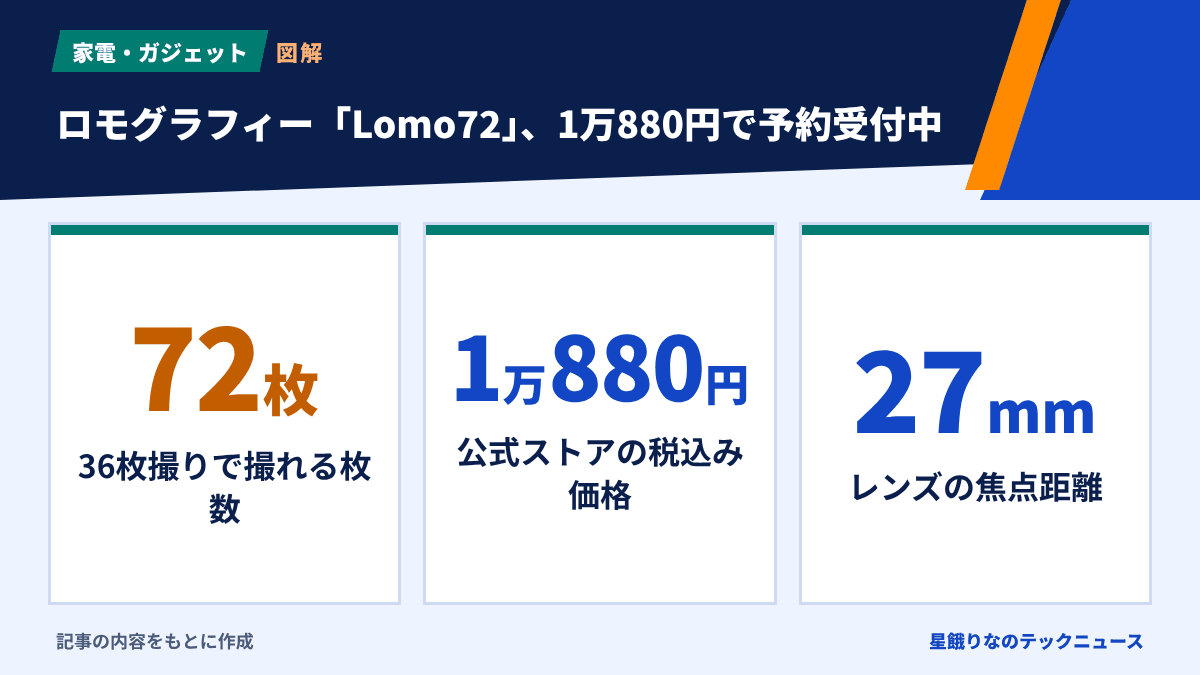 家電・ガジェット 図解
ロモグラフィー「Lomo72」、1万880円で予約受付中
72枚
36枚撮りで撮れる枚
数
1万880円
公式ストアの税込み
価格
27mm
レンズの焦点距離
記事の内容をもとに作成
星餓りなのテックニュース